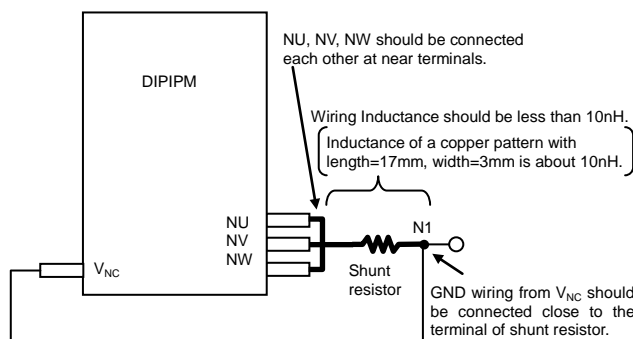 NU, NV, NW should be connected
each other at near terminals.
DIPIPM
Wiring Inductance should be less than 10nH.
Inductance of a copper pattern with
length=17mm, width=3mm is about 10nH.
NU
NV
NW
N1
VNC
Shunt
resistor
GND wiring from VNC should
be connected close to the
terminal of shunt resistor.